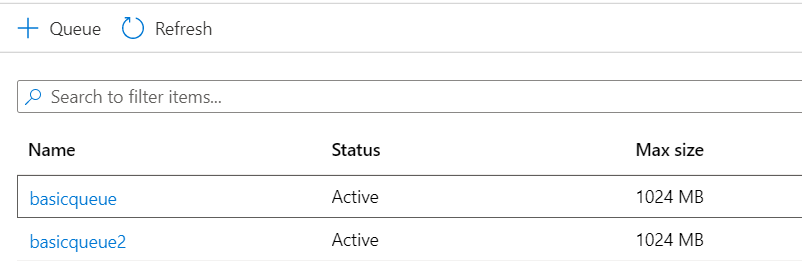 Queue Refresh
Search to filter items...
Name Status Max size
basicqueue Active 1024 MB
basicqueue2 Active 1024 MB